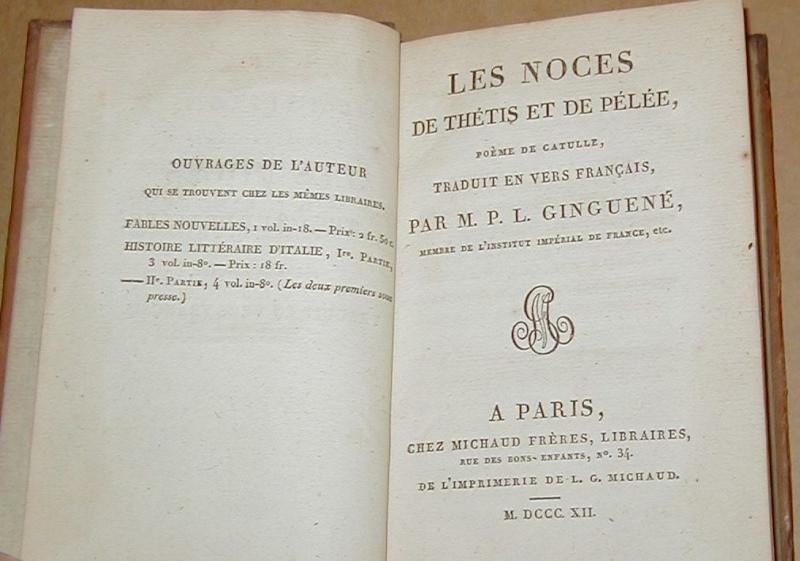 OUVRAGES DE L'AUTEUR
QUI SE TROUVENT CHEZ LES MÊMES LIBRAIRES.
FABLES NOUVELLES, 1 vol. in-18. — Prix: 2 fr. 50 c.
HISTOIRE LITTÉRAIRE D'ITALIE, Ire. PARTIE,
3 vol. in-8º. — Prix : 18 fr.
— IIe. PARTIE, 4 vol. in-8º. (Les deux premiers sous
presse.)
LES NOCES
DE THÉTIS ET DE PÉLÉE,
POÈME DE CATULLE,
TRADUIT EN VERS FRANÇAIS,
PAR M. P. L. GINGUENÉ,
MEMBRE DE L'INSTITUT IMPÉRIAL DE FRANCE, etc.
A PARIS,
CHEZ MICHAUD FRÈRES, LIBRAIRES,
RUE DES BONS-ENFANTS, Nº. 34.
DE L'IMPRIMERIE DE L. G. MICHAUD.
M. DCCC. XII.